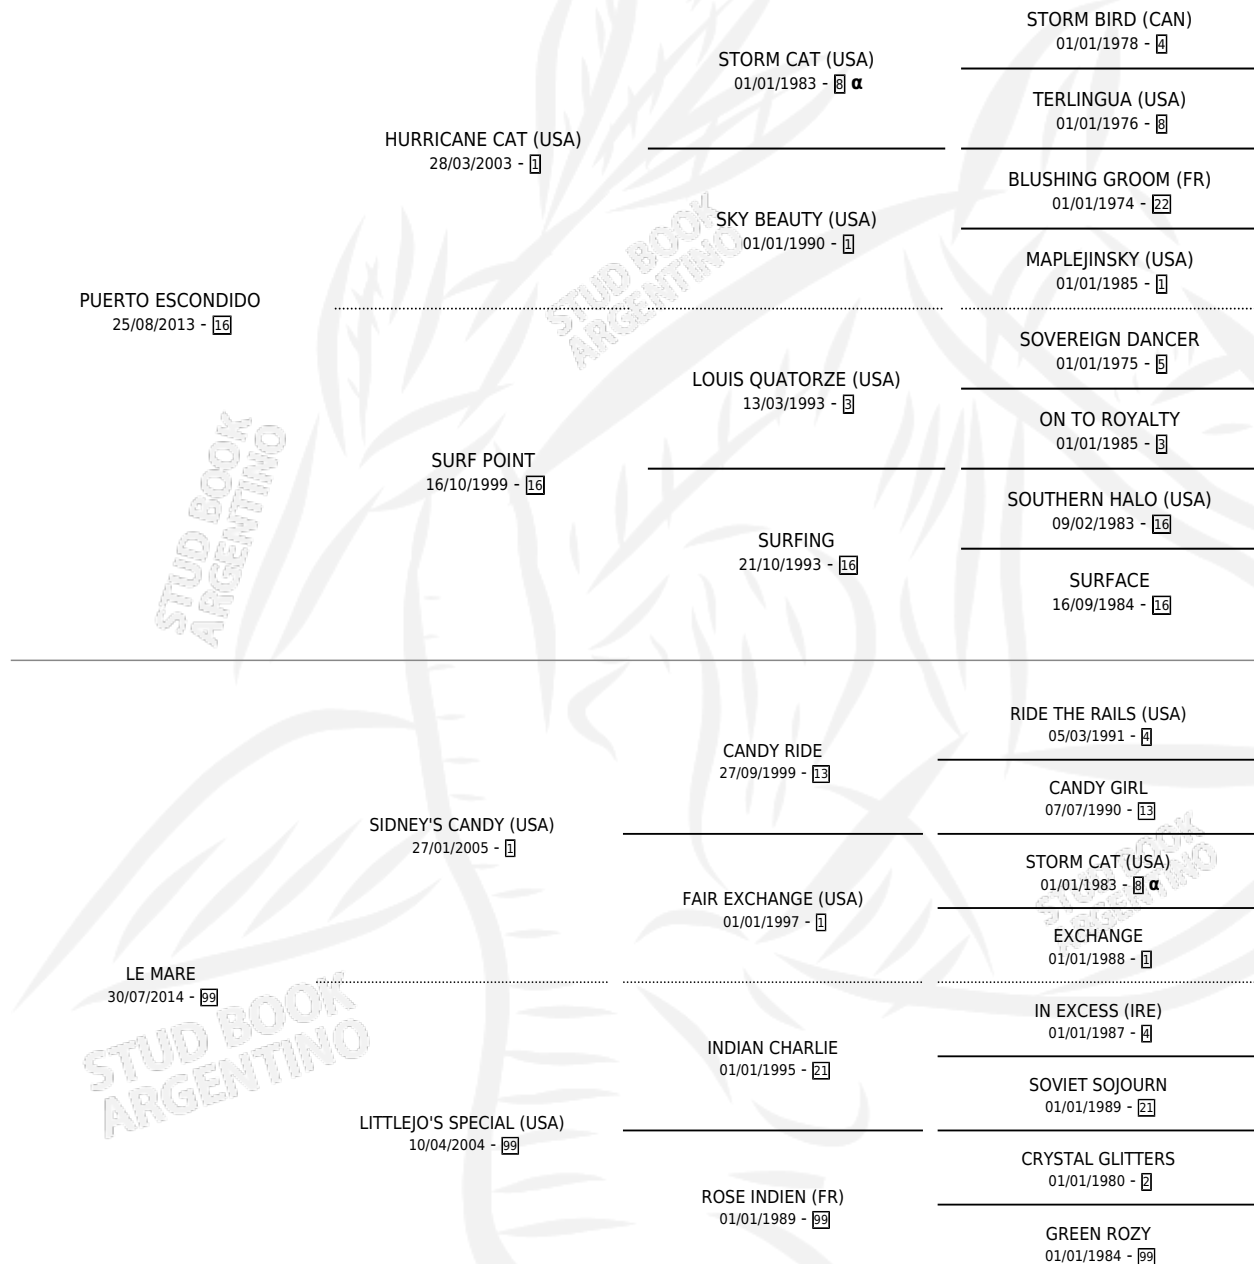 STORM BIRD (CAN)
01/01/1978 - 4
STORM CAT (USA)
01/01/1983 - 8 α
TERLINGUA (USA)
01/01/1976 - 8
HURRICANE CAT (USA)
28/03/2003 - 1
BLUSHING GROOM (FR)
01/01/1974 - 22
SKY BEAUTY (USA)
01/01/1990 - 1
MAPLEJINSKY (USA)
01/01/1985 - 1
PUERTO ESCONDIDO
25/08/2013 - 16
SOVEREIGN DANCER
01/01/1975 - 5
LOUIS QUATORZE (USA)
13/03/1993 - 3
ON TO ROYALTY
01/01/1985 - 3
SURF POINT
16/10/1999 - 16
SOUTHERN HALO (USA)
09/02/1983 - 16
SURFING
21/10/1993 - 16
SURFACE
16/09/1984 - 16
STUD BOOK
ARGENTINO
STUD BOOK
ARGENTINO
RIDE THE RAILS (USA)
05/03/1991 - 4
CANDY RIDE
27/09/1999 - 13
CANDY GIRL
07/07/1990 - 13
SIDNEY'S CANDY (USA)
27/01/2005 - 1
STORM CAT (USA)
01/01/1983 - 8 α
FAIR EXCHANGE (USA)
01/01/1997 - 1
EXCHANGE
01/01/1988 - 1
LE MARE
30/07/2014 - 99
IN EXCESS (IRE)
01/01/1987 - 4
INDIAN CHARLIE
01/01/1995 - 21
SOVIET SOJOURN
01/01/1989 - 21
LITTLEJO'S SPECIAL (USA)
10/04/2004 - 99
CRYSTAL GLITTERS
01/01/1980 - 2
ROSE INDIEN (FR)
01/01/1989 - 99
GREEN ROZY
01/01/1984 - 99
STUD BOOK
ARGENTINO
STUD BOOK
ARGENTINO